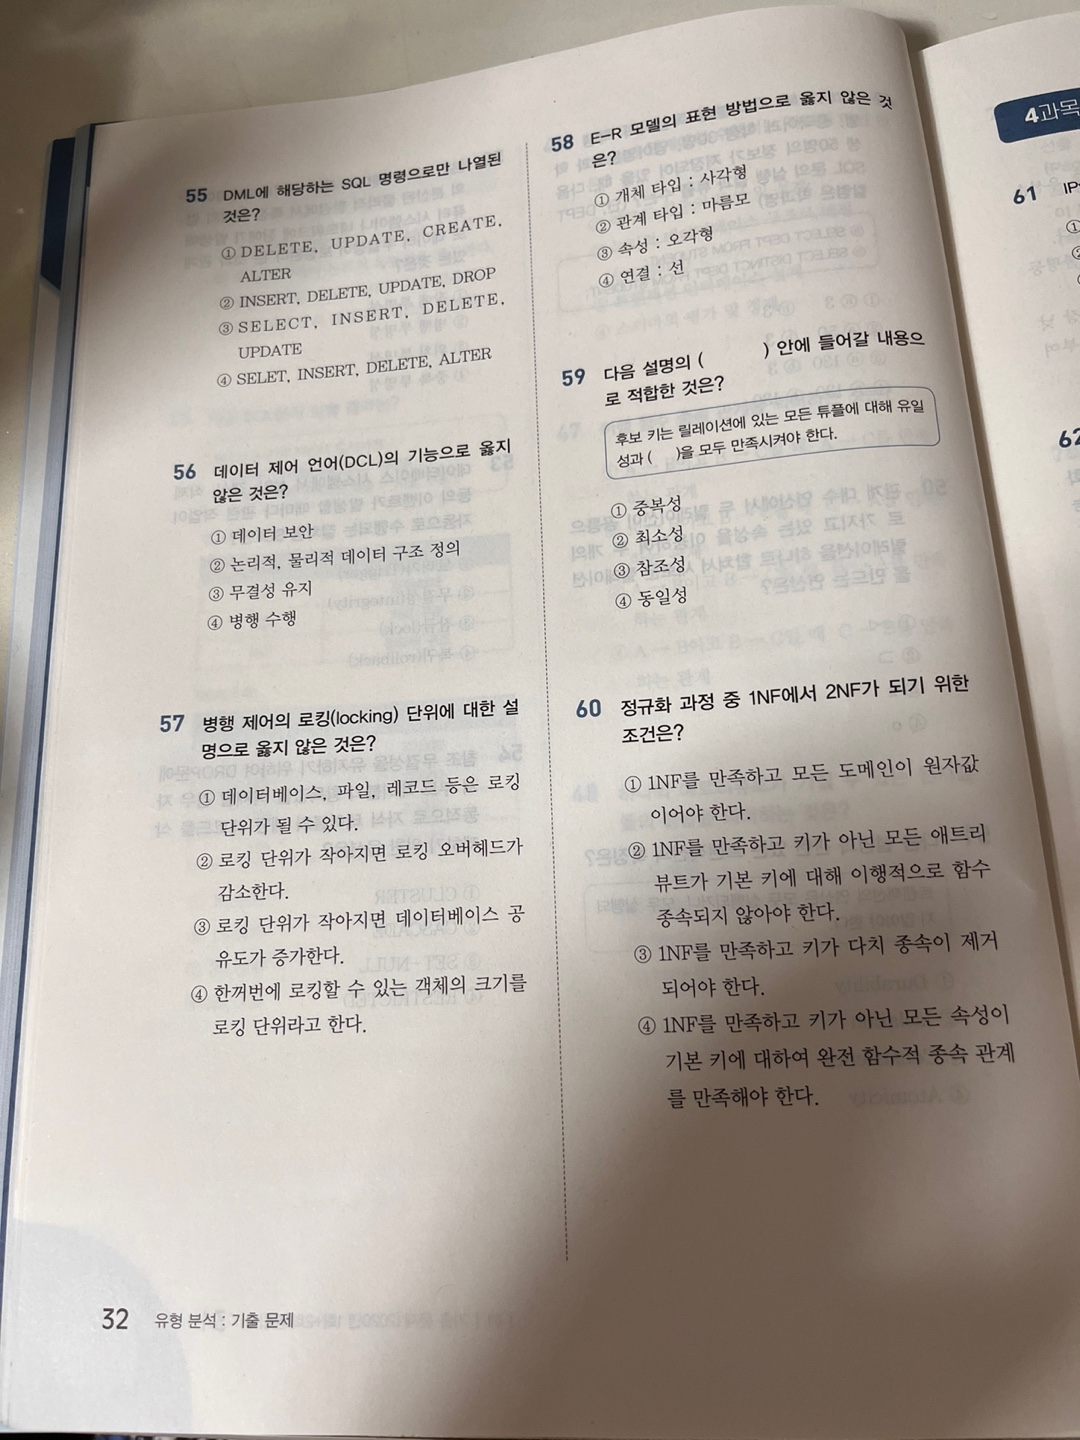 55 DML에 해당하는 SQL 명령으로만 나열된
것은?
① DELETE, UPDATE, CREATE,
ALTER
② INSERT, DELETE, UPDATE, DROP
③ SELECT, INSERT, DELETE,
UPDATE
④ SELET, INSERT, DELETE, ALTER
56 데이터 제어 언어(DCL)의 기능으로 옳지
않은 것은?
① 데이터 보안
② 논리적, 물리적 데이터 구조 정의
③ 무결성 유지
④ 병행 수행
57 병행 제어의 로킹(locking) 단위에 대한 설
명으로 옳지 않은 것은?
① 데이터베이스, 파일, 레코드 등은 로킹
단위가 될 수 있다.
② 로킹 단위가 작아지면 로킹 오버헤드가
감소한다.
③ 로킹 단위가 작아지면 데이터베이스 공
유도가 증가한다.
④ 한꺼번에 로킹할 수 있는 객체의 크기를
로킹 단위라고 한다.
58 E-R 모델의 표현 방법으로 옳지 않은 것
은?
① 개체 타입 : 사각형
② 관계 타입 : 마름모
③ 속성 : 오각형
④ 연결 : 선
59 다음 설명의 ( ) 안에 들어갈 내용으
로 적합한 것은?
후보 키는 릴레이션에 있는 모든 튜플에 대해 유일
성과 ( )을 모두 만족시켜야 한다.
① 중복성
② 최소성
③ 참조성
④ 동일성
60 정규화 과정 중 1NF에서 2NF가 되기 위한
조건은?
① 1NF를 만족하고 모든 도메인이 원자값
이어야 한다.
② 1NF를 만족하고 키가 아닌 모든 애트리
뷰트가 기본 키에 대해 이행적으로 함수
종속되지 않아야 한다.
③ 1NF를 만족하고 키가 다치 종속이 제거
되어야 한다.
④ 1NF를 만족하고 키가 아닌 모든 속성이
기본 키에 대하여 완전 함수적 종속 관계
를 만족해야 한다.
32 유형 분석 : 기출 문제
4과목
61
①
62